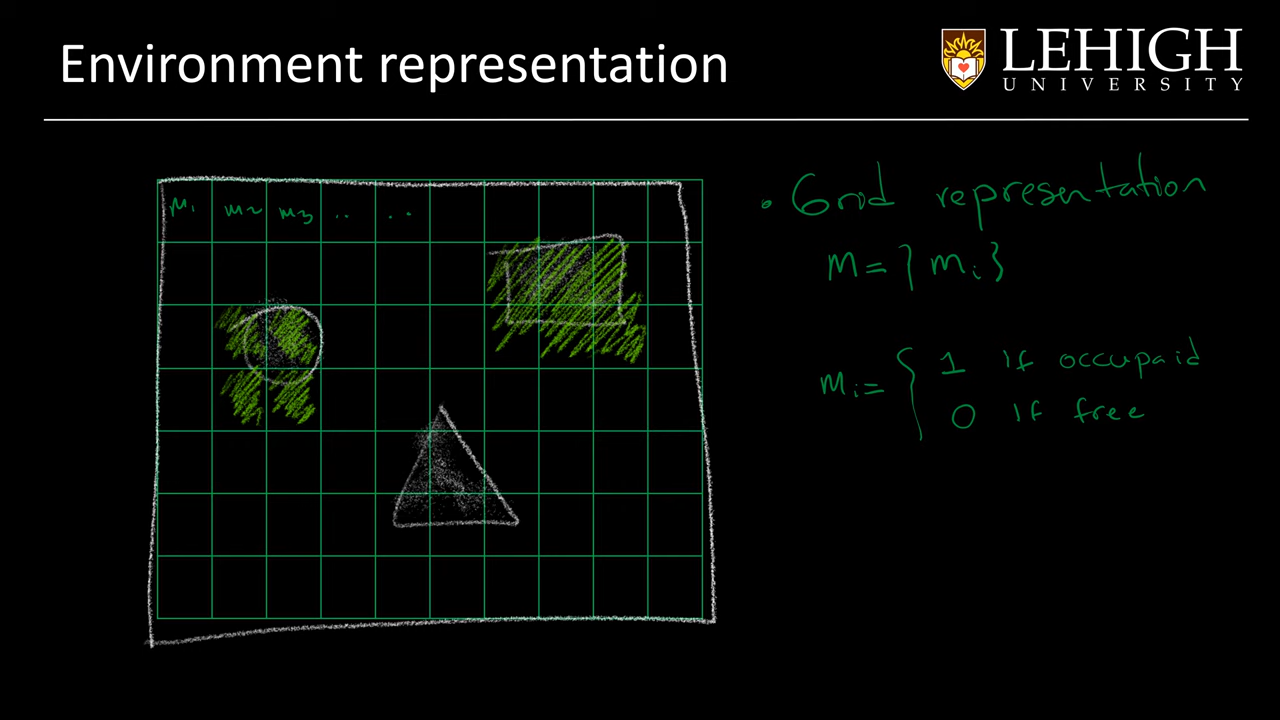 Environment representation
LEHIGH
UNIVERSITY
m1 m2 m3 .. ..
• Grid representation
m = { mi }
mi = { 1 if occupaid
0 if free